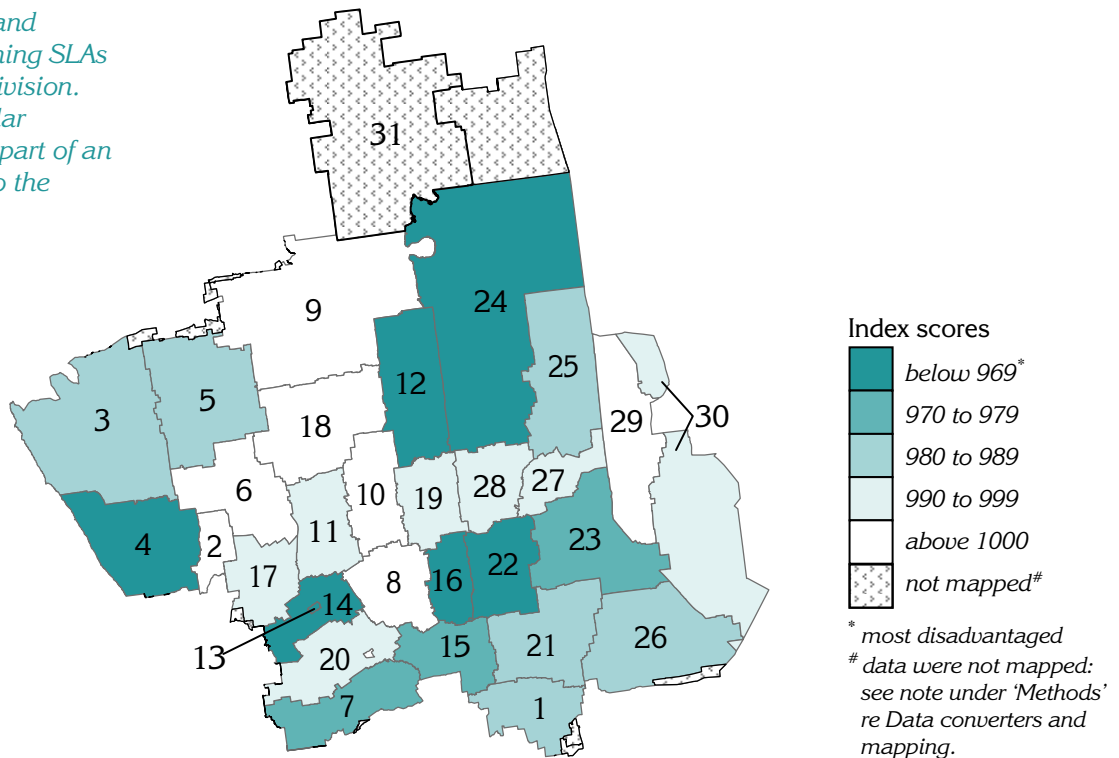 and
ning SLAs
ivision.
lar
part of an
o the
31
24
9
12
25
5
3
18
29
30
6
10
19
28
27
11
4
2
23
17
16
22
8
14
13
20
15
21
26
7
1
Index scores
below 969*
970 to 979
980 to 989
990 to 999
above 1000
not mapped#
* most disadvantaged
# data were not mapped:
see note under ‘Methods’
re Data converters and
mapping.